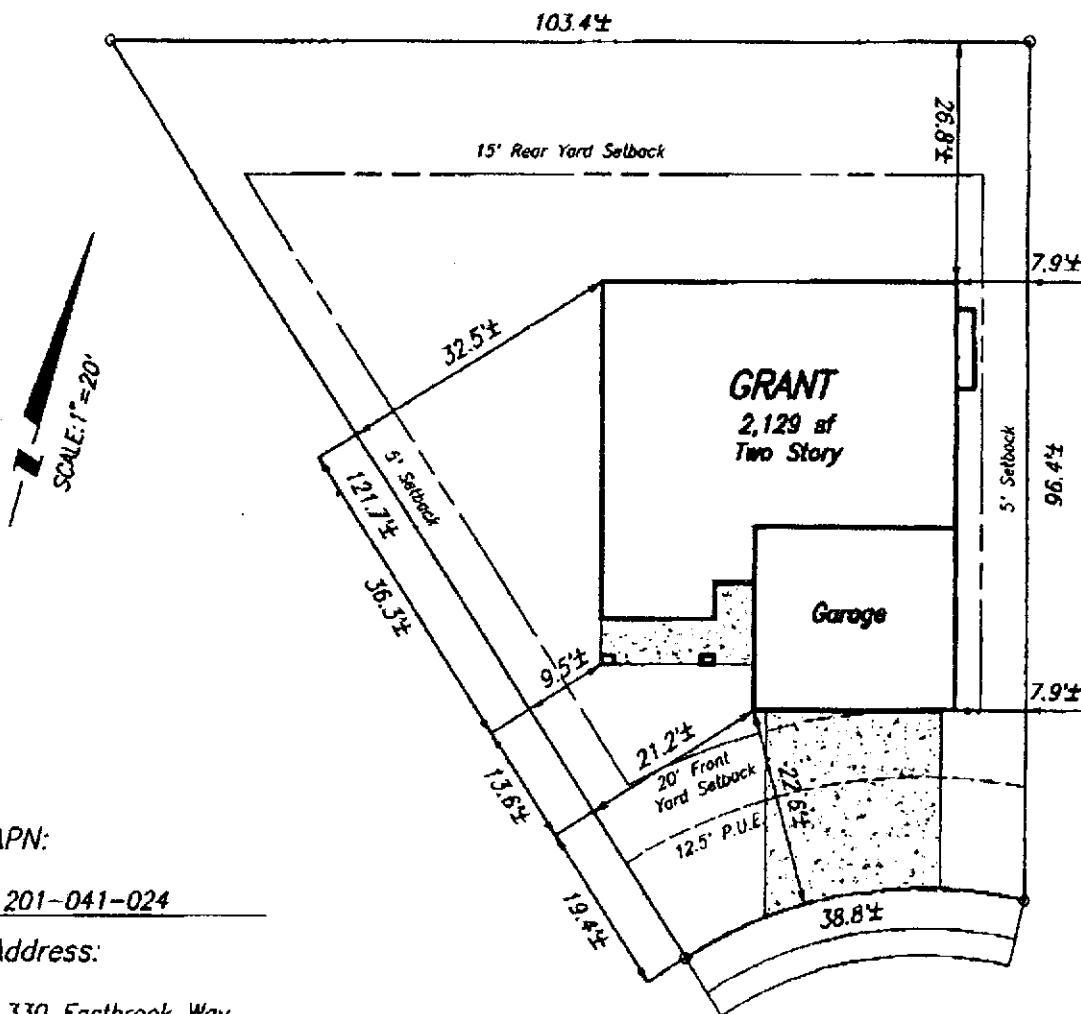 103.4'±
26.8'±
15' Rear Yard Setback
7.9'±
32.5'±
GRANT
2,129 sf
Two Story
SCALE: 1"=20'
5' Setback
5' Setback
96.4'±
121.7'±
36.3'±
Garage
9.5'±
7.9'±
21.2'±
20' Front
Yard Setback
22.6'±
13.6'±
12.5' P.U.E.
19.4'±
38.8'±
APN:
201-041-024
Address:
330 Eastbrook Way